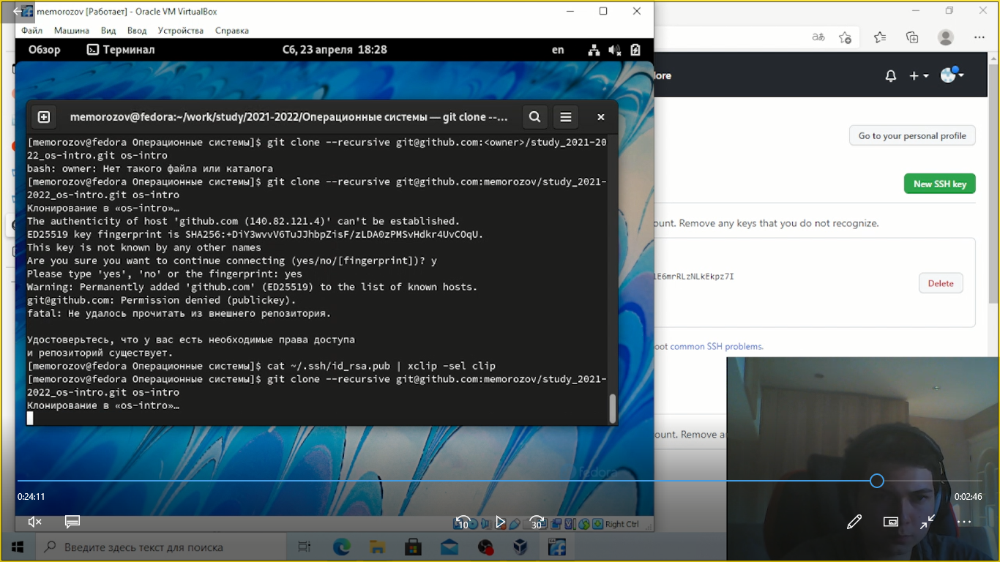 memorozov [Работает] - Oracle VM VirtualBox
Файл Машина Вид Ввод Устройства Справка
Обзор Терминал Сб, 23 апреля 18:28 en
memorozov@fedora:~/work/study/2021-2022/Операционные системы — git clone --...
[memorozov@fedora Операционные системы]$ git clone --recursive git@github.com:<owner>/study_2021-20
22_os-intro.git os-intro
bash: owner: Нет такого файла или каталога
[memorozov@fedora Операционные системы]$ git clone --recursive git@github.com:memorozov/study_2021-
2022_os-intro.git os-intro
Клонирование в «os-intro»…
The authenticity of host 'github.com (140.82.121.4)' can't be established.
ED25519 key fingerprint is SHA256:+DiY3wvvV6TuJJhbpZisF/zLDA0zPMSvHdkr4UvCOqU.
This key is not known by any other names
Are you sure you want to continue connecting (yes/no/[fingerprint])? y
Please type 'yes', 'no' or the fingerprint: yes
Warning: Permanently added 'github.com' (ED25519) to the list of known hosts.
git@github.com: Permission denied (publickey).
fatal: Не удалось прочитать из внешнего репозитория.
Удостоверьтесь, что у вас есть необходимые права доступа
и репозиторий существует.
[memorozov@fedora Операционные системы]$ cat ~/.ssh/id_rsa.pub | xclip -sel clip
[memorozov@fedora Операционные системы]$ git clone --recursive git@github.com:memorozov/study_2021-
2022_os-intro.git os-intro
Клонирование в «os-intro»…
fedora
Right Ctrl
lore
Go to your personal profile
New SSH key
ount. Remove any keys that you do not recognize.
lE6mrRLzNLkEkpz7I
Delete
oot common SSH problems.
ount. Remove a
0:24:11
0:02:46
10
30
Введите здесь текст для поиска